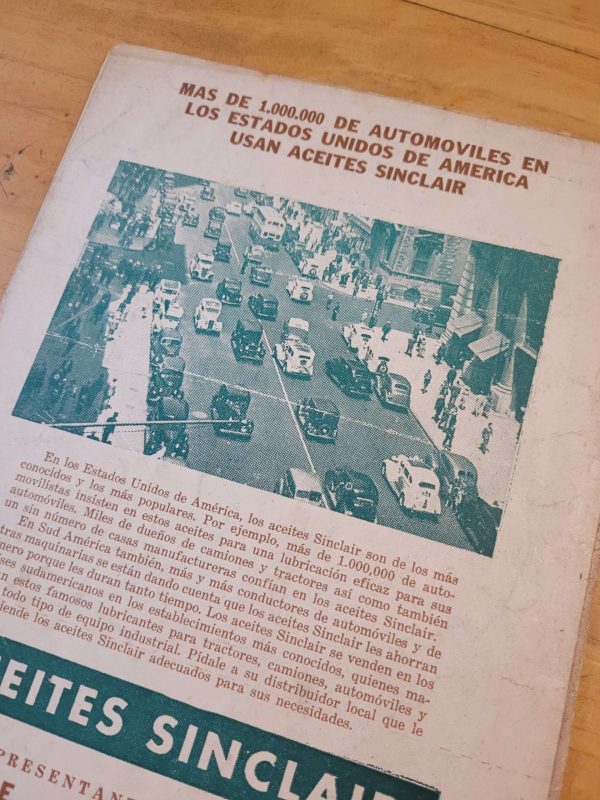 MAS DE 1.000.000 DE AUTOMOVILES EN
LOS ESTADOS UNIDOS DE AMERICA
USAN ACEITES SINCLAIR
En los Estados Unidos de América, los aceites Sinclair son de los más
conocidos y los más populares. Por ejemplo, más de 1.000,000 de auto-
movilistas insisten en estos aceites para una lubricación eficaz para sus
automóviles. Miles de dueños de camiones y tractores así como también
un sin número de casas manufactureras confían en los aceites Sinclair.
En Sud América también, más y más conductores de automóviles y de
tras maquinarias se están dando cuenta que los aceites Sinclair les ahorran
nero porque les duran tanto tiempo. Los aceites Sinclair se venden en los
íses sudamericanos en los establecimientos más conocidos, quienes ma-
n estos famosos lubricantes para tractores, camiones, automóviles y
todo tipo de equipo industrial. Pídale a su distribuidor local que le
ende los aceites Sinclair adecuados para sus necesidades.
EITES SINCLAI
PRESENTAN
E